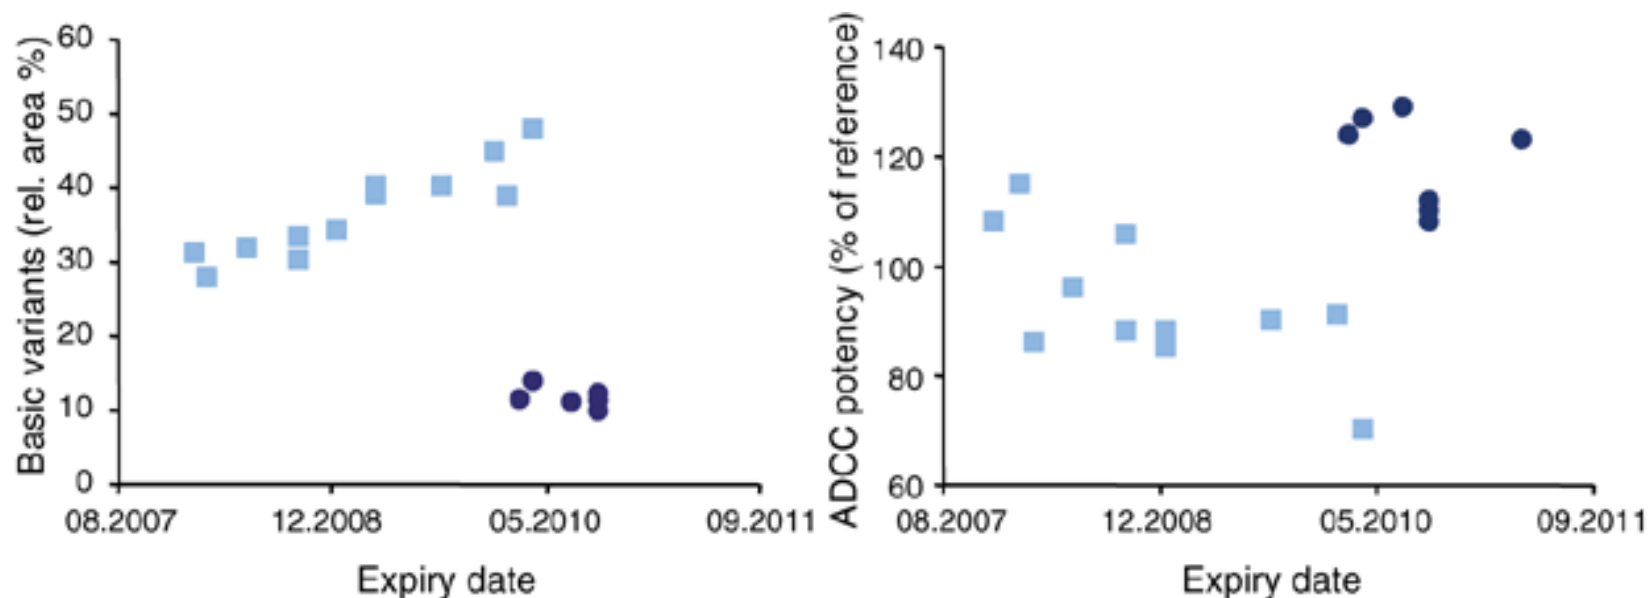 Basic variants (rel. area %)
60
50
40
30
20
10
0
08.2007 12.2008 05.2010 09.2011
Expiry date
ADCC potency (% of reference)
140
120
100
80
60
08.2007 12.2008 05.2010 09.2011
Expiry date